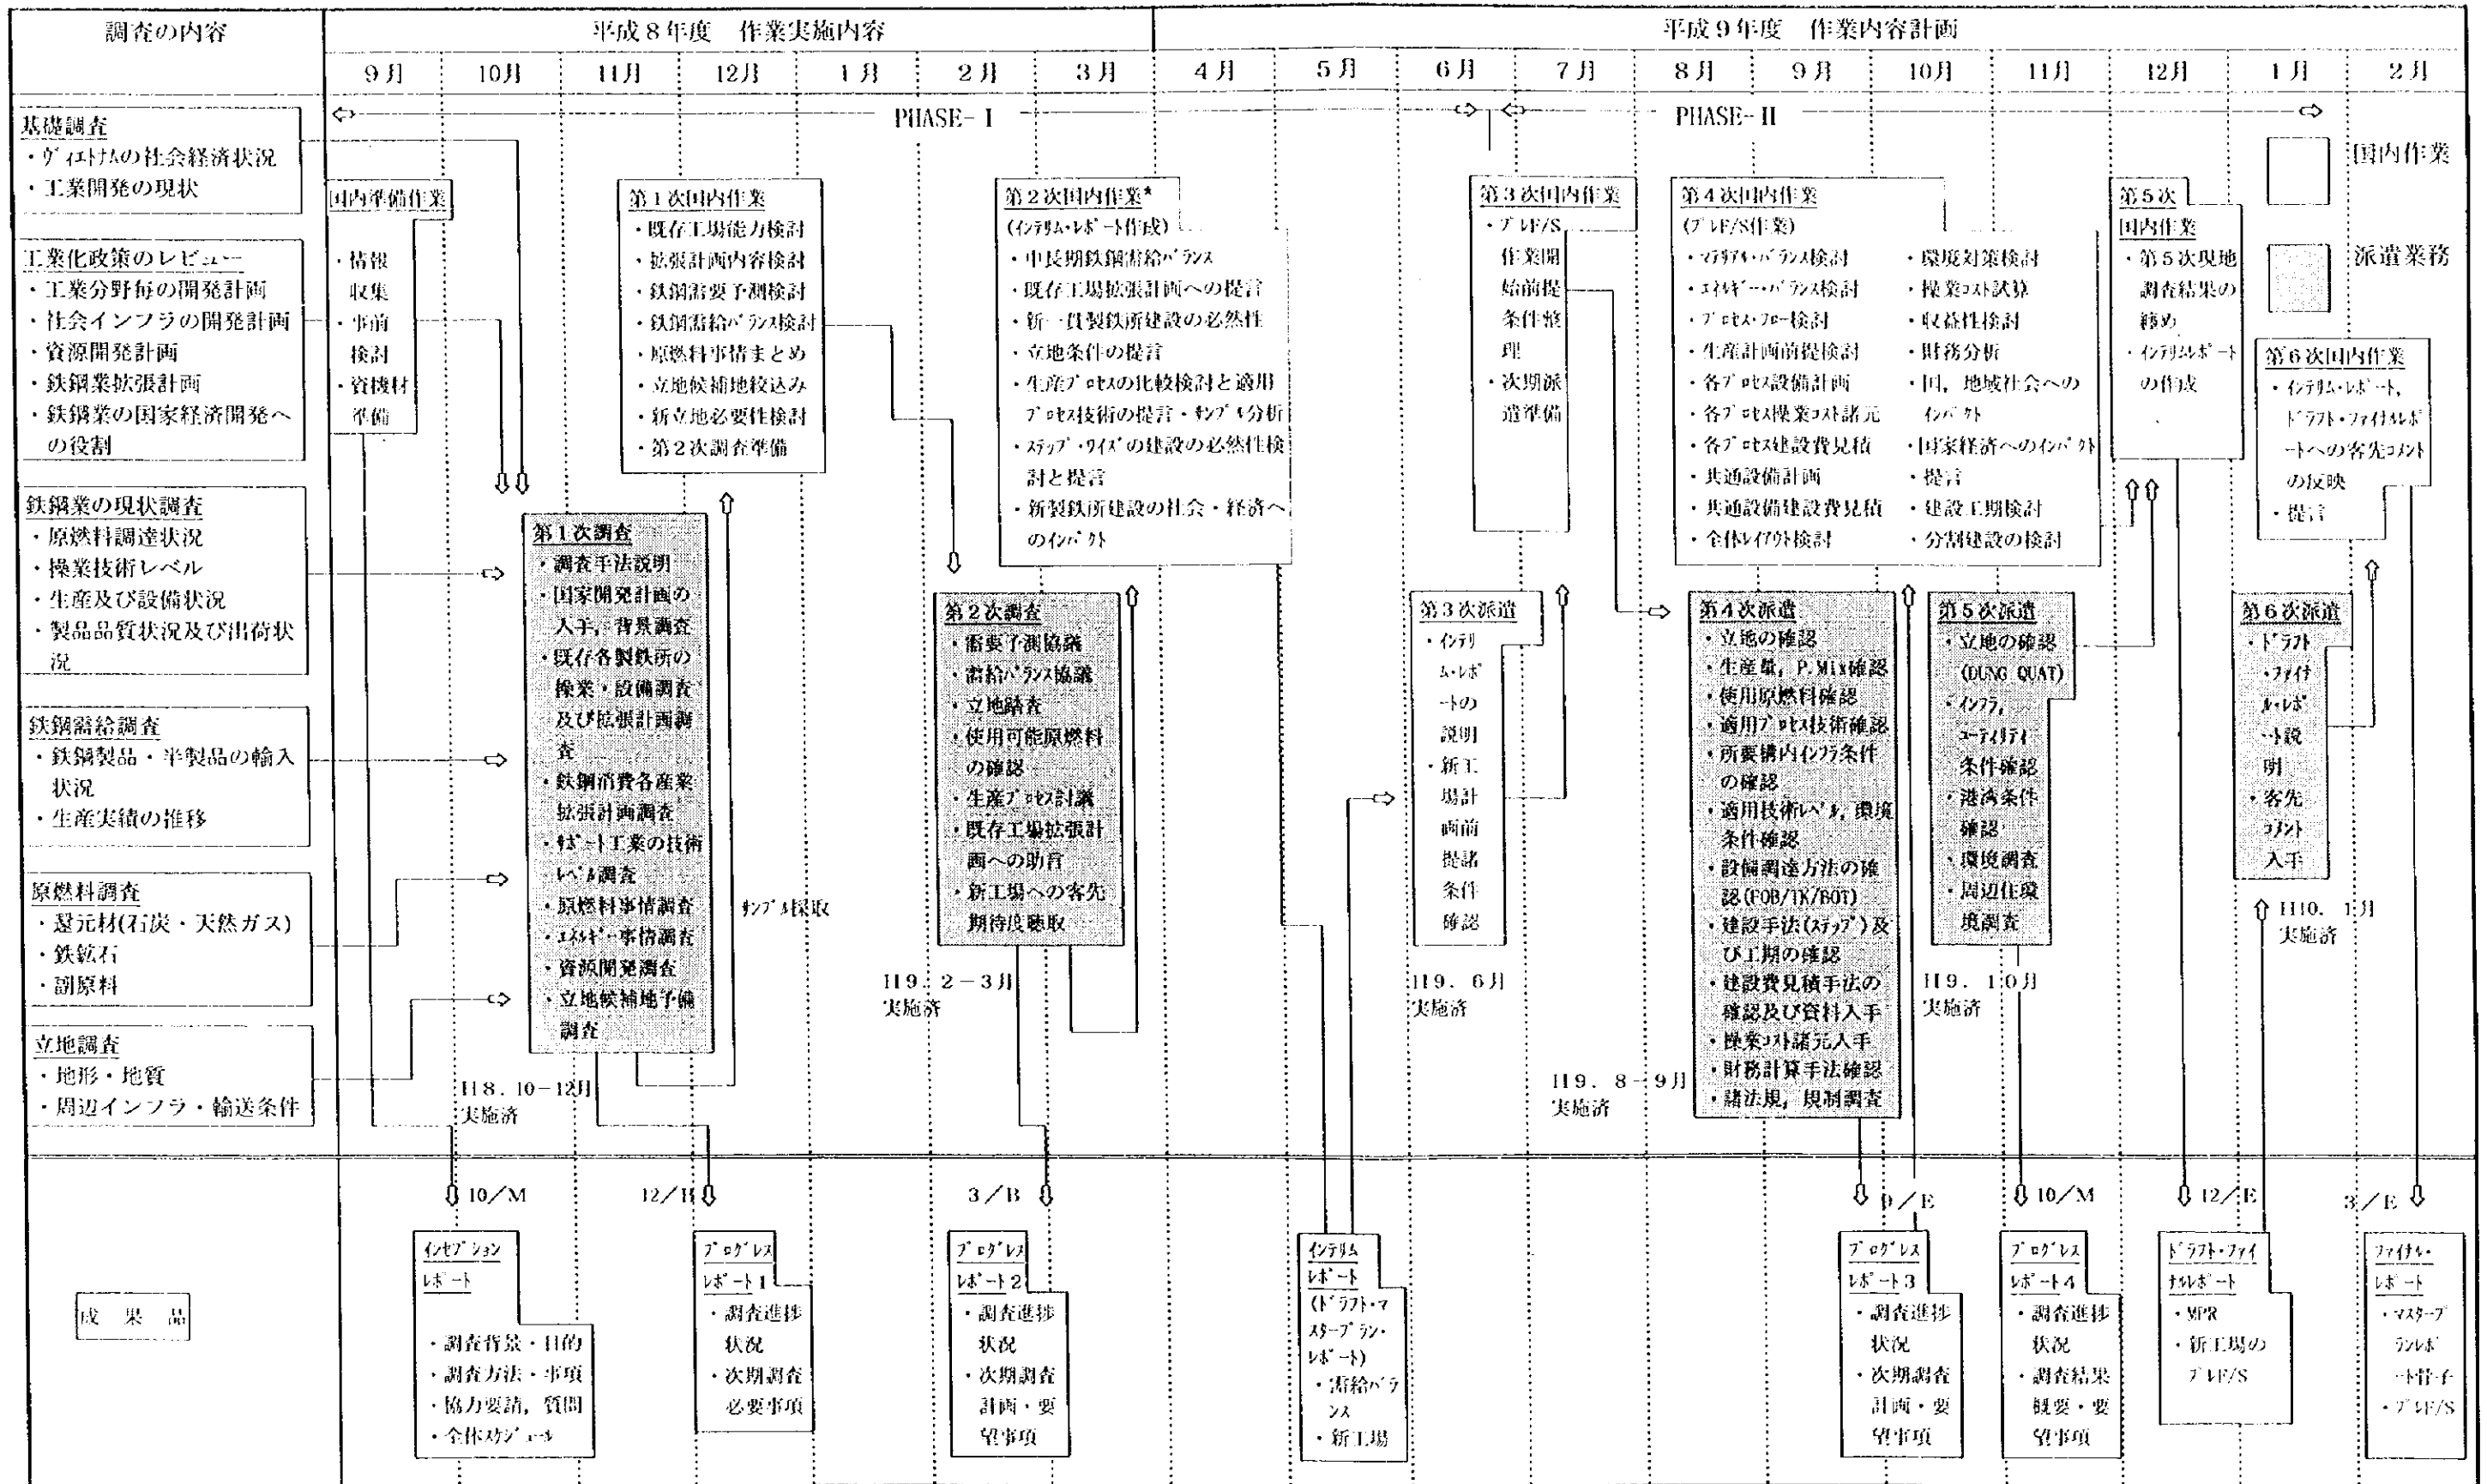 調査の内容
平成8年度 作業実施内容
平成9年度 作業内容計画
9月
10月
11月
12月
1月
2月
3月
4月
5月
6月
7月
8月
9月
10月
11月
12月
1月
2月
PHASE-Ⅰ
PHASE-Ⅱ
国内作業
派遣業務
基礎調査
・ヴィエトナムの社会経済状況
・工業開発の現状
工業化政策のレビュー
・工業分野毎の開発計画
・社会インフラの開発計画
・資源開発計画
・鉄鋼業拡張計画
・鉄鋼業の国家経済開発へ
の役割
鉄鋼業の現状調査
・原燃料調達状況
・操業技術レベル
・生産及び設備状況
・製品品質状況及び出荷状
況
鉄鋼需給調査
・鉄鋼製品・半製品の輸入
状況
・生産実績の推移
原燃料調査
・還元材(石炭・天然ガス)
・鉄鉱石
・副原料
立地調査
・地形・地質
・周辺インフラ・輸送条件
国内準備作業
・情報
収集
・事前
検討
・資機材
準備
第1次調査
・調査手法説明
・国家開発計画の
入手, 背景調査
・既存各製鉄所の
操業・設備調査
及び拡張計画調
査
・鉄鋼消費各産業
拡張計画調査
・サポート工業の技術
レベル調査
・原燃料事情調査
・エネルギー事情調査
・資源開発調査
・立地候補地予備
調査
H8. 10-12月
実施済
第1次国内作業
・既存工場能力検討
・拡張計画内容検討
・鉄鋼需要予測検討
・鉄鋼需給バランス検討
・原燃料事情まとめ
・立地候補地絞込み
・新立地必要性検討
・第2次調査準備
サンプル採取
第2次調査
・需要予測協議
・需給バランス協議
・立地踏査
・使用可能原燃料
の確認
・生産プロセス討議
・既存工場拡張計
画への助言
・新工場への客先
期待度聴取
H9. 2-3月
実施済
第2次国内作業*
(インテリム・レポート作成)
・中長期鉄鋼需給バランス
・既存工場拡張計画への提言
・新一貫製鉄所建設の必然性
・立地条件の提言
・生産プロセスの比較検討と適用
プロセス技術の提言・サンプル分析
・ステップ・ワイズの建設の必然性検
討と提言
・新製鉄所建設の社会・経済へ
のインパクト
第3次派遣
・インテリ
ム・レポ
ートの
説明
・新工
場計
画前
提諸
条件
確認
H9. 6月
実施済
第3次国内作業
・プレF/S
作業開
始前提
条件整
理
・次期派
遣準備
第4次派遣
・立地の確認
・生産量, P.Mix確認
・使用原燃料確認
・適用プロセス技術確認
・所要構内インフラ条件
の確認
・適用技術レベル, 環境
条件確認
・設備調達方法の確
認(FOB/TK/BOT)
・建設手法(ステップ)及
び工期の確認
・建設費見積手法の
確認及び資料入手
・操業コスト諸元入手
・財務計算手法確認
・諸法規, 規制調査
H9. 8-9月
実施済
第4次国内作業
(プレF/S作業)
・マテリアル・バランス検討
・エネルギー・バランス検討
・プロセス・フロー検討
・生産計画前提検討
・各プロセス設備計画
・各プロセス操業コスト諸元
・各プロセス建設費見積
・共通設備計画
・共通設備建設費見積
・全体レイアウト検討
・環境対策検討
・操業コスト試算
・収益性検討
・財務分析
・国, 地域社会への
インパクト
・国家経済へのインパクト
・提言
・建設工期検討
・分割建設の検討
第5次派遣
・立地の確認
(DUNG QUAT)
・インフラ,
ユーティリティ
条件確認
・港湾条件
確認
・環境調査
・周辺住環
境調査
H9. 10月
実施済
第5次
国内作業
・第5次現地
調査結果の
纏め
・インテリムレポート
の作成
第6次派遣
・ドラフト
・ファイナ
ル・レポ
ート説
明
・客先
コメント
入手
H10. 1月
実施済
第6次国内作業
・インテリム・レポート,
ドラフト・ファイナルレポ
ートへの客先コメント
の反映
・提言
成果品
10/M
インセプション
レポート
・調査背景・目的
・調査方法・事項
・協力要請, 質問
・全体スケジュール
12/B
プログレス
レポート1
・調査進捗
状況
・次期調査
必要事項
3/B
プログレス
レポート2
・調査進捗
状況
・次期調査
計画・要
望事項
インテリム
レポート
(ドラフト・マ
スタープラン・
レポート)
・需給バラ
ンス
・新工場
9/E
プログレス
レポート3
・調査進捗
状況
・次期調査
計画・要
望事項
10/M
プログレス
レポート4
・調査進捗
状況
・調査結果
概要・要
望事項
12/E
ドラフト・ファイ
ナルレポート
・MPR
・新工場の
プレF/S
3/E
ファイナル・
レポート
・マスタープ
ランレポ
ート骨子
・プレF/S